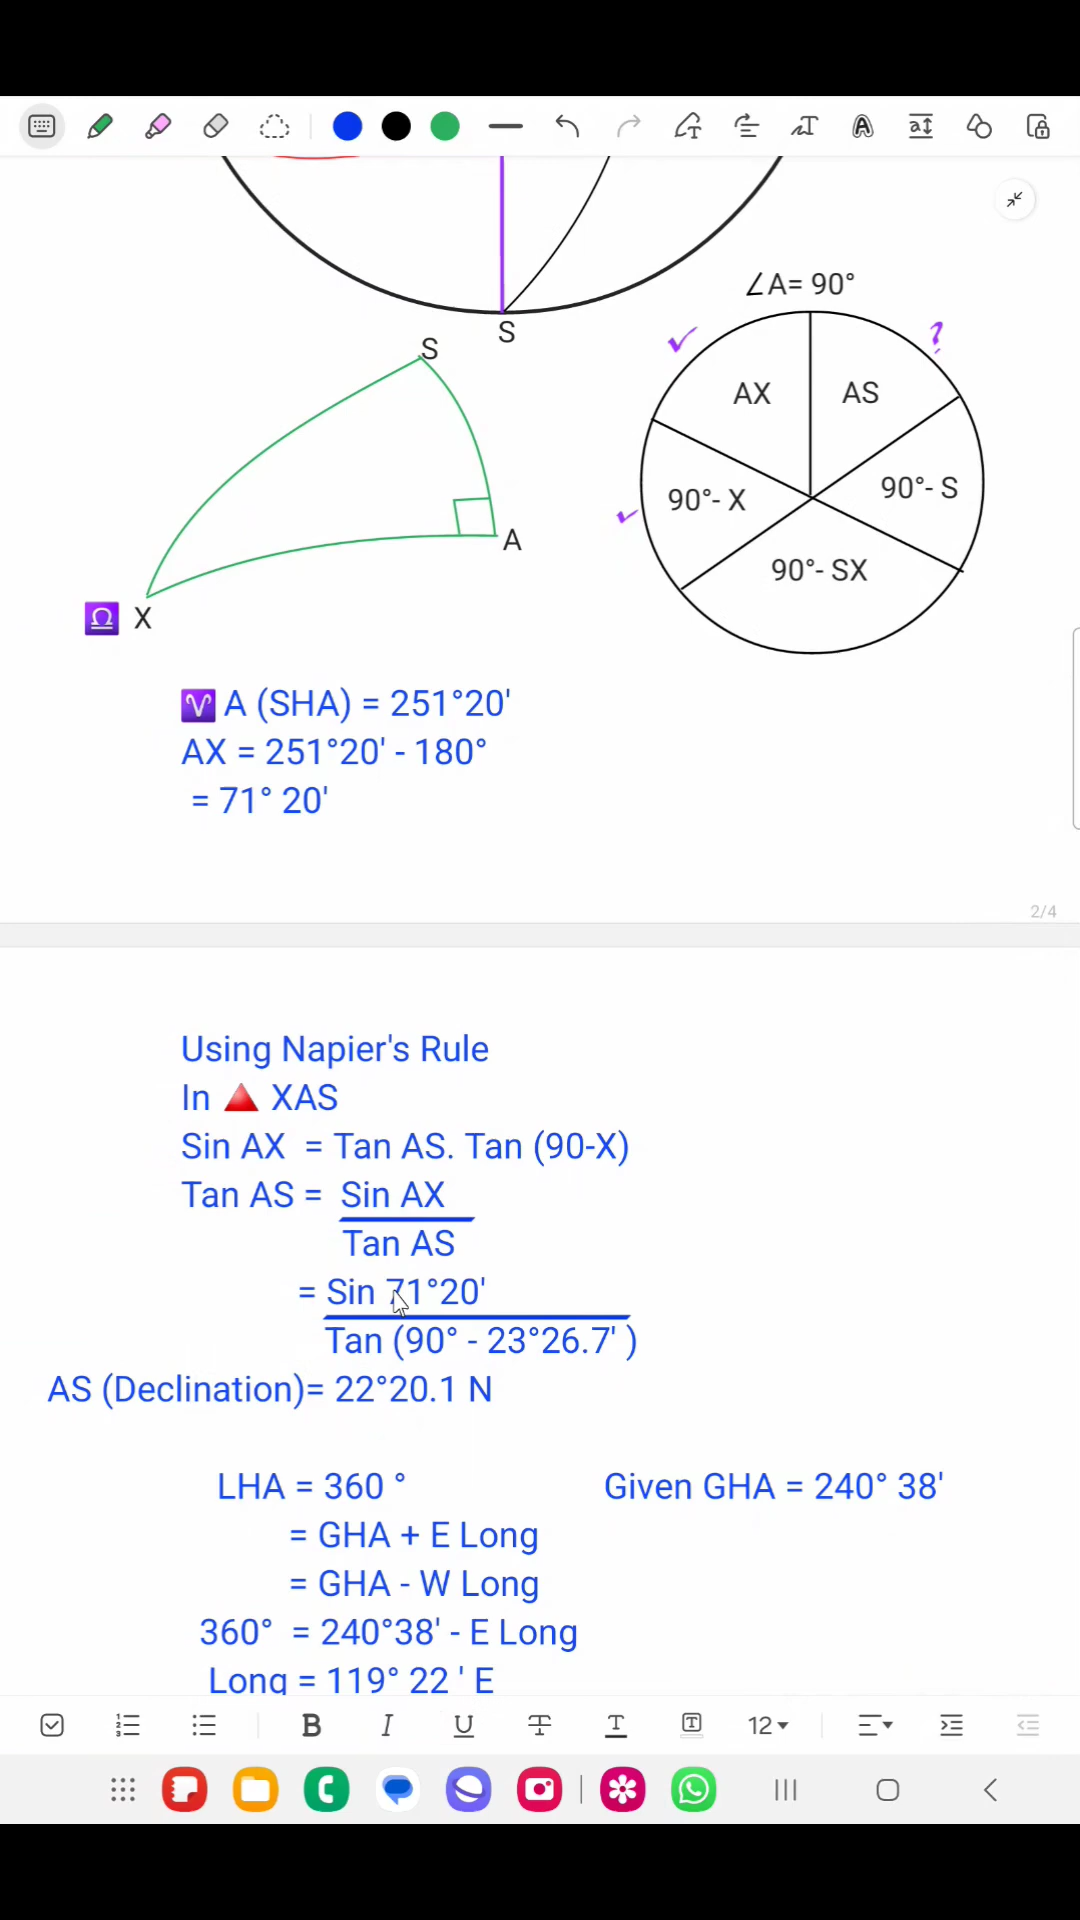 S
∠A= 90°
?
S
AX
AS
90°- X
90°- S
A
90°- SX
♎ X
♈ A (SHA) = 251°20'
AX = 251°20' - 180°
= 71° 20'
2/4
Using Napier's Rule
In 🔺 XAS
Sin AX = Tan AS. Tan (90-X)
Tan AS = Sin AX
Tan AS
= Sin 71°20'
Tan (90° - 23°26.7' )
AS (Declination)= 22°20.1 N
LHA = 360 °
Given GHA = 240° 38'
= GHA + E Long
= GHA - W Long
360° = 240°38' - E Long
Long = 119° 22 ' E
B I U T T T 12